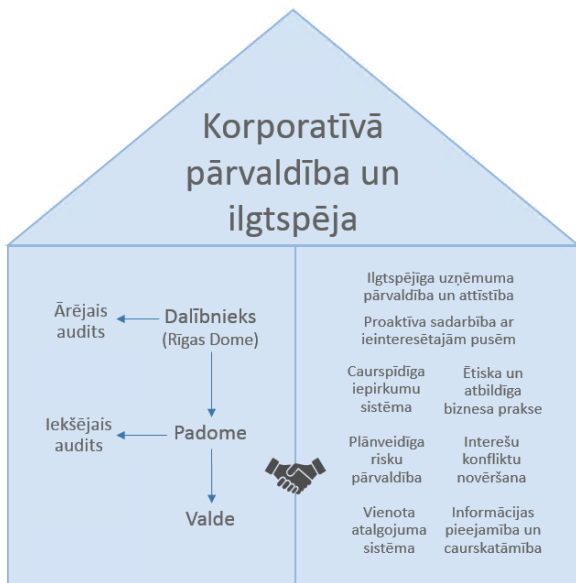 Korporatīvā
pārvaldība un
ilgtspēja
Ārējais
audits
Dalībnieks
(Rīgas Dome)
Iekšējais
audits
Padome
Valde
Ilgtspējīga uzņēmuma
pārvaldība un attīstība
Proaktīva sadarbība ar
ieinteresētajām pusēm
Caurspīdīga
iepirkumu
sistēma
Ētiska un
atbildīga
biznesa prakse
Plānveidīga
risku
pārvaldība
Interešu
konfliktu
novēršana
Vienota
atalgojuma
sistēma
Informācijas
pieejamība un
caurskatāmība